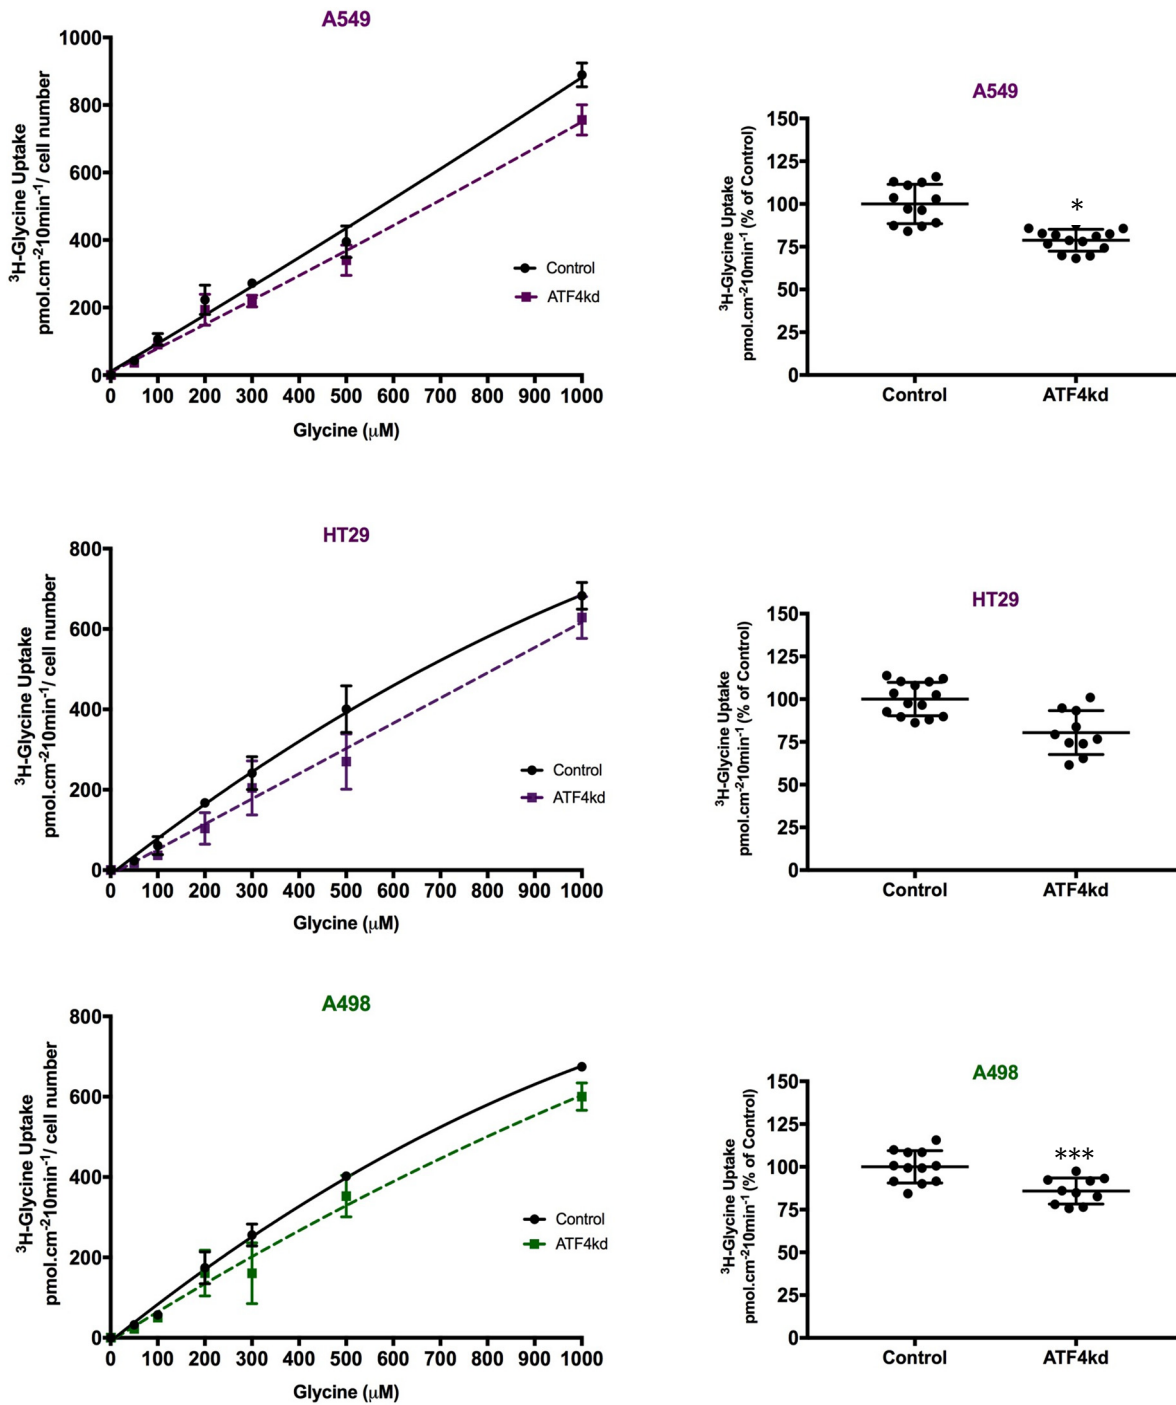 A549
³H-Glycine Uptake
pmol.cm⁻²10min⁻¹/ cell number
1000
800
600
400
200
0
Control
ATF4kd
0 100 200 300 400 500 600 700 800 900 1000
Glycine (μM)
A549
³H-Glycine Uptake
pmol.cm⁻²10min⁻¹ (% of Control)
150
125
100
75
50
25
0
*
Control ATF4kd
HT29
³H-Glycine Uptake
pmol.cm⁻²10min⁻¹/ cell number
800
600
400
200
0
Control
ATF4kd
0 100 200 300 400 500 600 700 800 900 1000
Glycine (μM)
HT29
³H-Glycine Uptake
pmol.cm⁻²10min⁻¹ (% of Control)
150
125
100
75
50
25
0
Control ATF4kd
A498
³H-Glycine Uptake
pmol.cm⁻²10min⁻¹/ cell number
800
600
400
200
0
Control
ATF4kd
0 100 200 300 400 500 600 700 800 900 1000
Glycine (μM)
A498
³H-Glycine Uptake
pmol.cm⁻²10min⁻¹ (% of Control)
150
125
100
75
50
25
0
***
Control ATF4kd